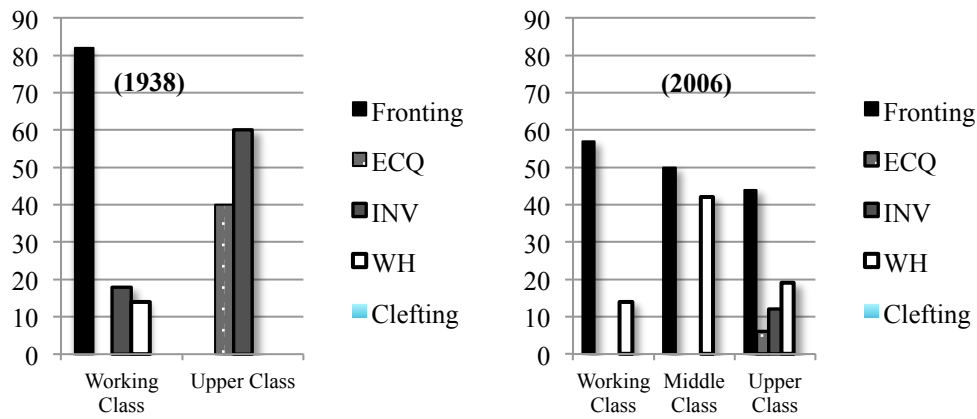 90
80
70
60
50
40
30
20
10
0
(1938)
Working
Class
Upper Class
Fronting
ECQ
INV
WH
Clefting
90
80
70
60
50
40
30
20
10
0
(2006)
Working
Class
Middle
Class
Upper
Class
Fronting
ECQ
INV
WH
Clefting